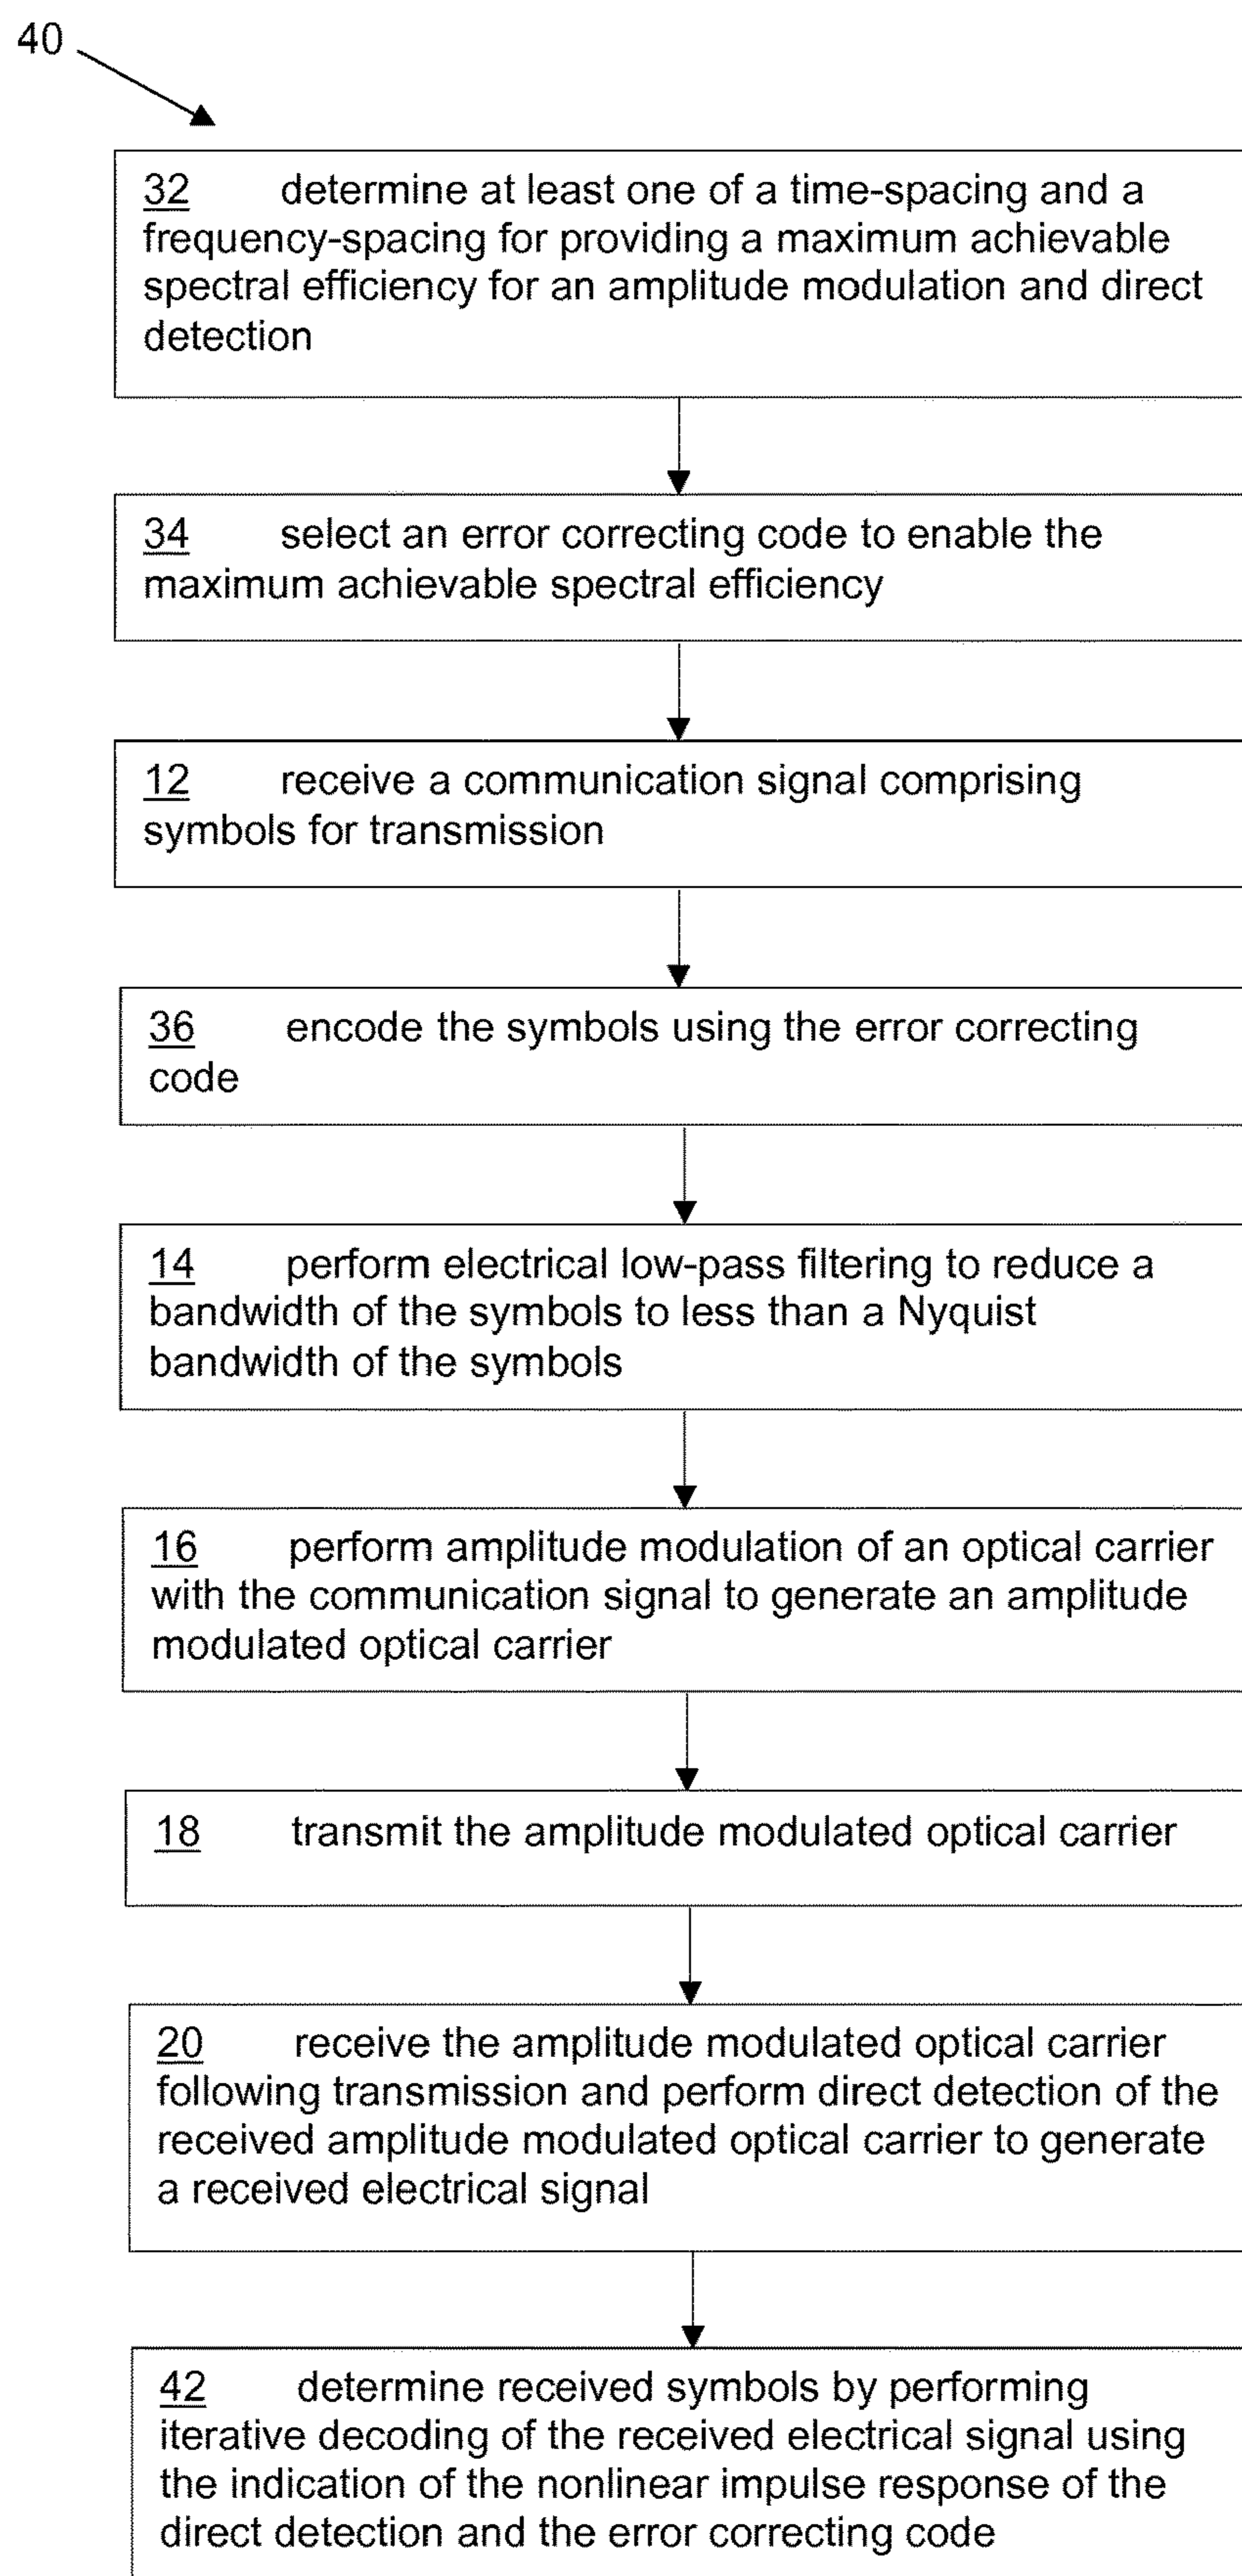 40
32 determine at least one of a time-spacing and a
frequency-spacing for providing a maximum achievable
spectral efficiency for an amplitude modulation and direct
detection
34 select an error correcting code to enable the
maximum achievable spectral efficiency
12 receive a communication signal comprising
symbols for transmission
36 encode the symbols using the error correcting
code
14 perform electrical low-pass filtering to reduce a
bandwidth of the symbols to less than a Nyquist
bandwidth of the symbols
16 perform amplitude modulation of an optical carrier
with the communication signal to generate an amplitude
modulated optical carrier
18 transmit the amplitude modulated optical carrier
20 receive the amplitude modulated optical carrier
following transmission and perform direct detection of the
received amplitude modulated optical carrier to generate
a received electrical signal
42 determine received symbols by performing
iterative decoding of the received electrical signal using
the indication of the nonlinear impulse response of the
direct detection and the error correcting code